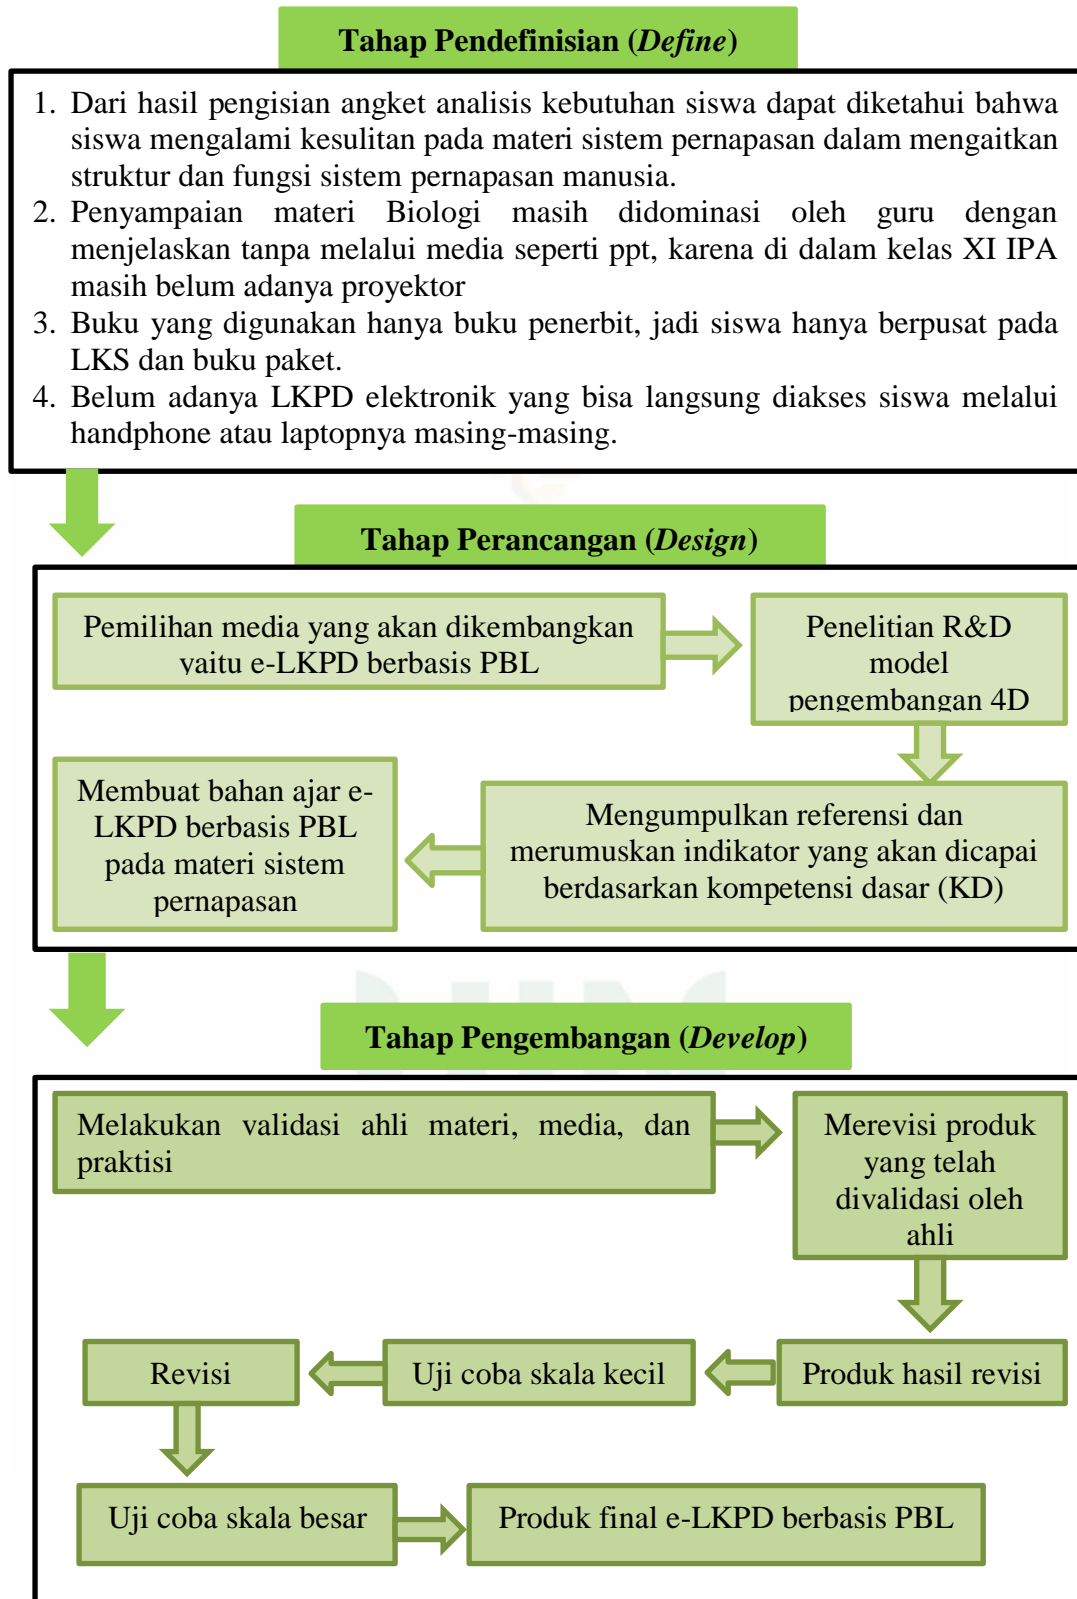 Tahap Pendefinisian (Define)
1. Dari hasil pengisian angket analisis kebutuhan siswa dapat diketahui bahwa
siswa mengalami kesulitan pada materi sistem pernapasan dalam mengaitkan
struktur dan fungsi sistem pernapasan manusia.
2. Penyampaian materi Biologi masih didominasi oleh guru dengan
menjelaskan tanpa melalui media seperti ppt, karena di dalam kelas XI IPA
masih belum adanya proyektor
3. Buku yang digunakan hanya buku penerbit, jadi siswa hanya berpusat pada
LKS dan buku paket.
4. Belum adanya LKPD elektronik yang bisa langsung diakses siswa melalui
handphone atau laptopnya masing-masing.
Tahap Perancangan (Design)
Pemilihan media yang akan dikembangkan
yaitu e-LKPD berbasis PBL
Penelitian R&D
model
pengembangan 4D
Mengumpulkan referensi dan
merumuskan indikator yang akan dicapai
berdasarkan kompetensi dasar (KD)
Membuat bahan ajar e-
LKPD berbasis PBL
pada materi sistem
pernapasan
Tahap Pengembangan (Develop)
Melakukan validasi ahli materi, media, dan
praktisi
Merevisi produk
yang telah
divalidasi oleh
ahli
Produk hasil revisi
Uji coba skala kecil
Revisi
Uji coba skala besar
Produk final e-LKPD berbasis PBL